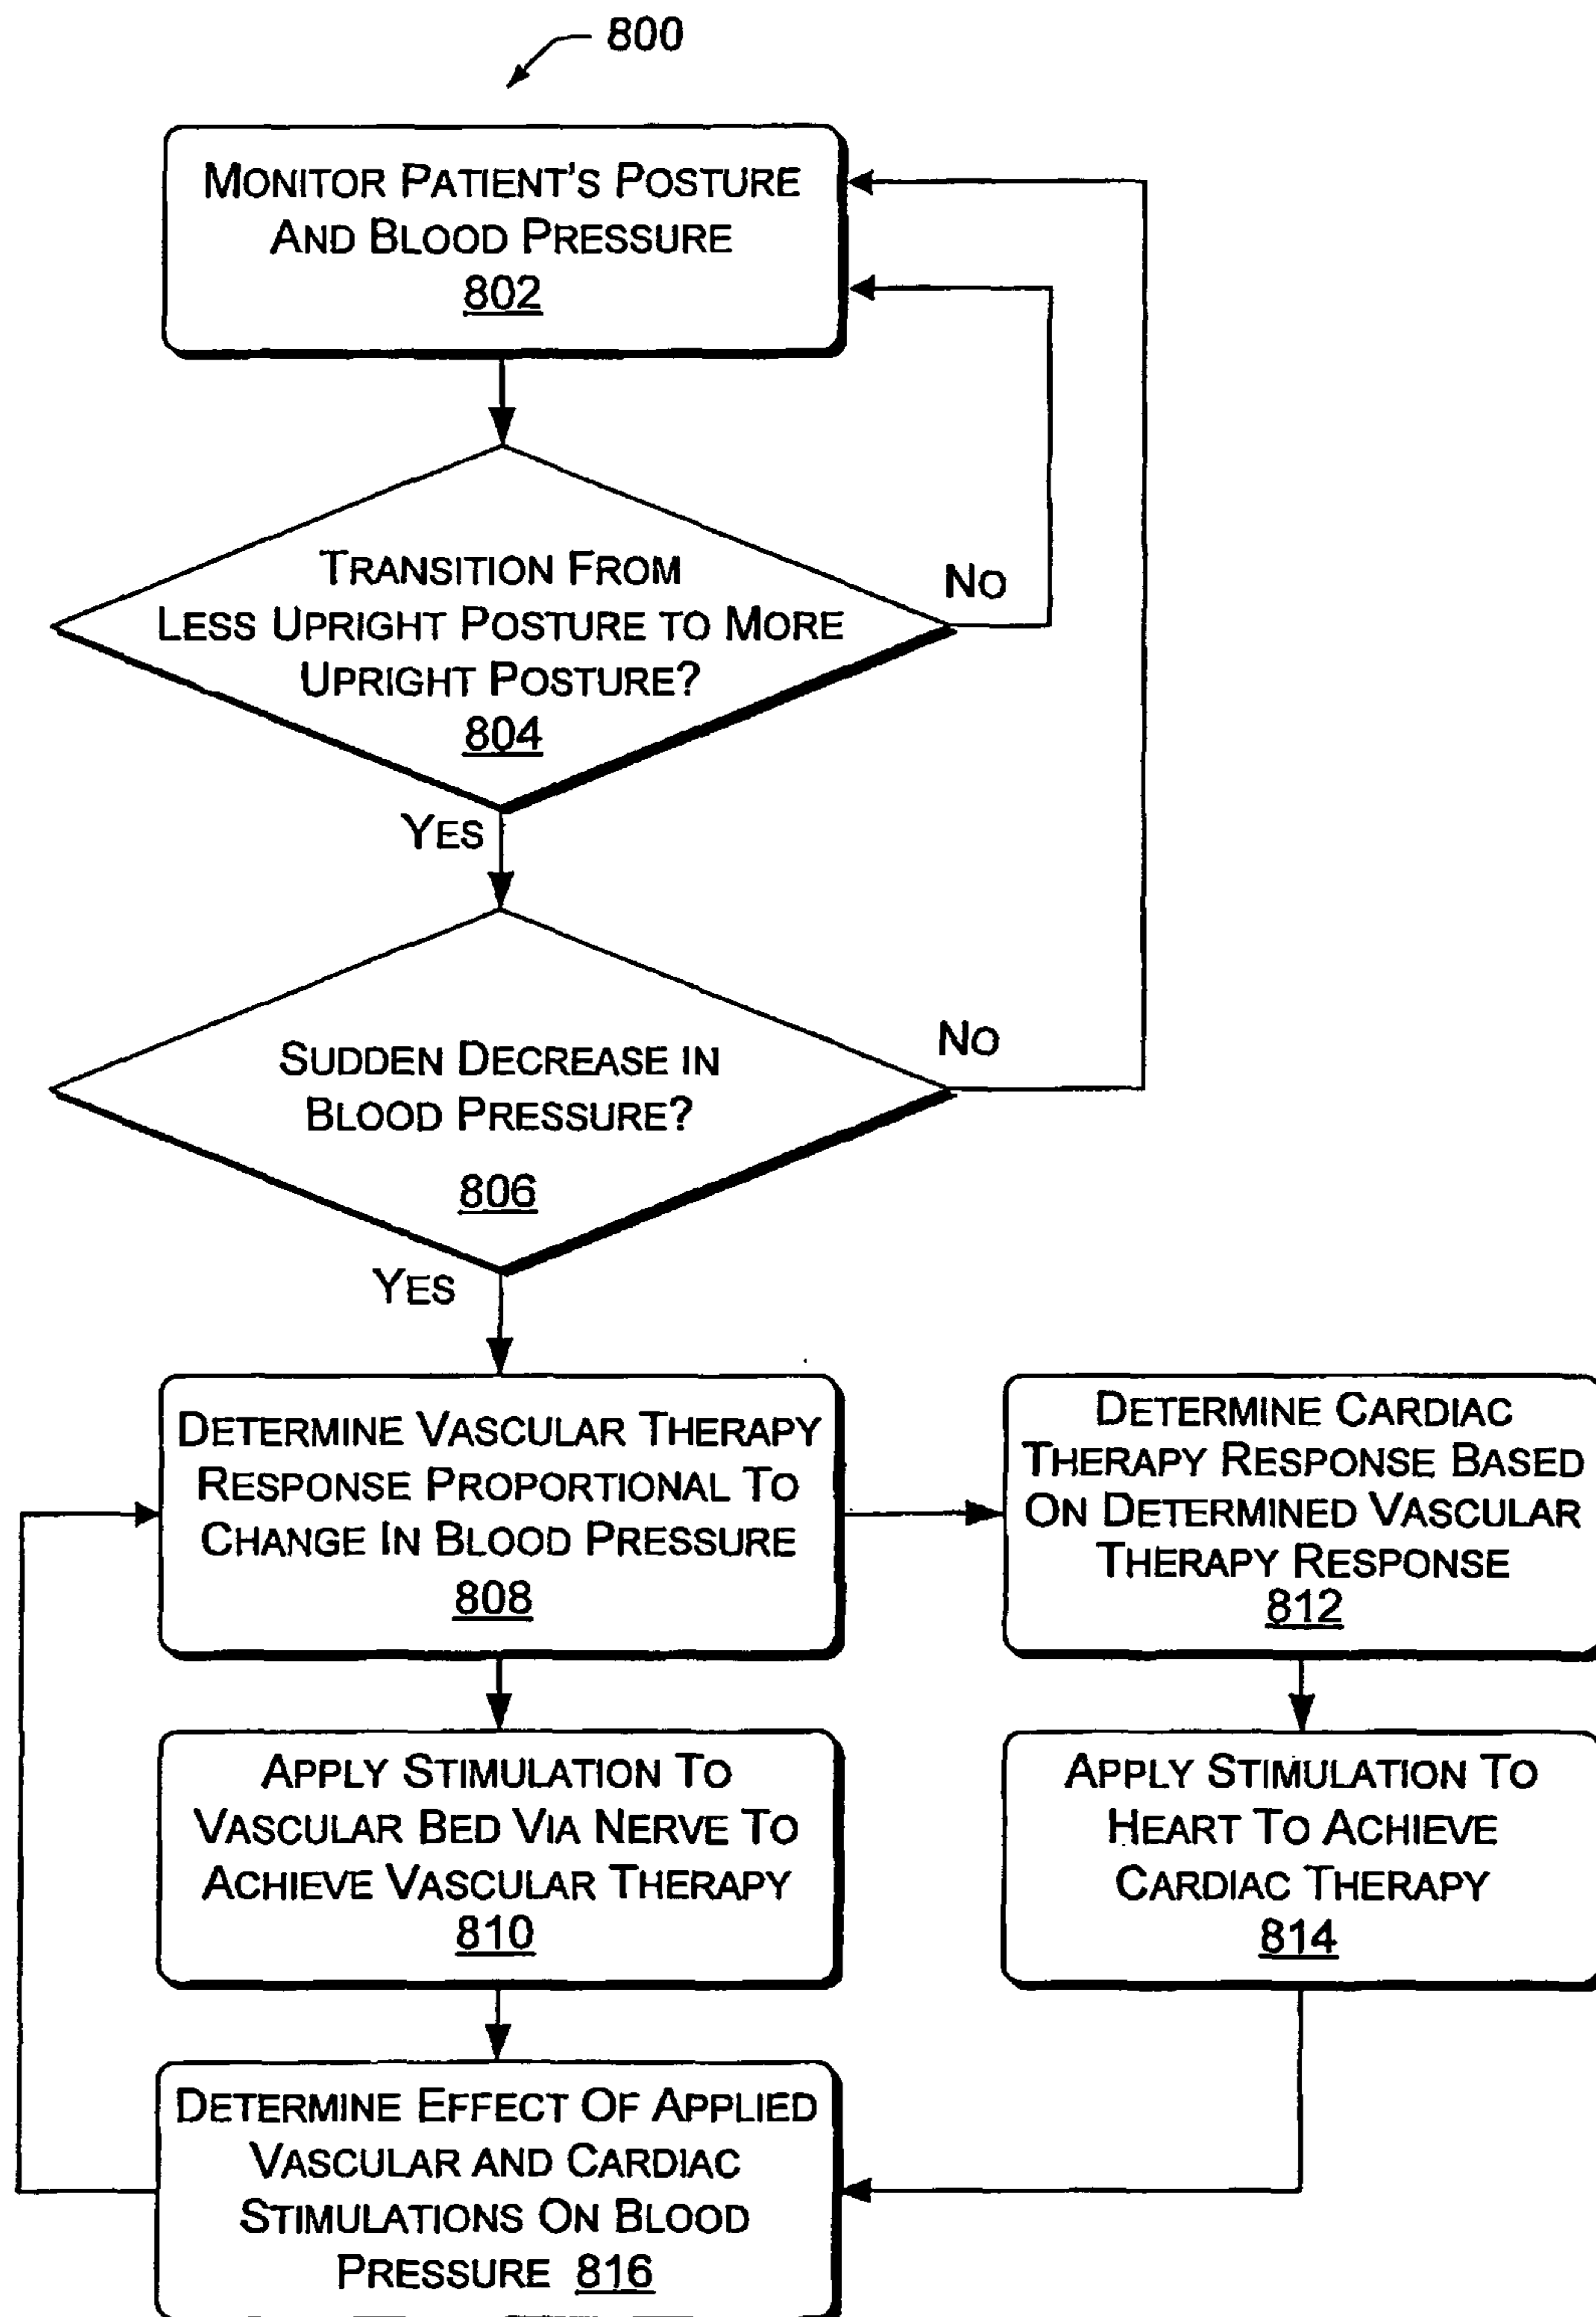 800
MONITOR PATIENT'S POSTURE
AND BLOOD PRESSURE
802
TRANSITION FROM
LESS UPRIGHT POSTURE TO MORE
UPRIGHT POSTURE?
804
NO
YES
SUDDEN DECREASE IN
BLOOD PRESSURE?
806
NO
YES
DETERMINE VASCULAR THERAPY
RESPONSE PROPORTIONAL TO
CHANGE IN BLOOD PRESSURE
808
DETERMINE CARDIAC
THERAPY RESPONSE BASED
ON DETERMINED VASCULAR
THERAPY RESPONSE
812
APPLY STIMULATION TO
VASCULAR BED VIA NERVE TO
ACHIEVE VASCULAR THERAPY
810
APPLY STIMULATION TO
HEART TO ACHIEVE
CARDIAC THERAPY
814
DETERMINE EFFECT OF APPLIED
VASCULAR AND CARDIAC
STIMULATIONS ON BLOOD
PRESSURE 816